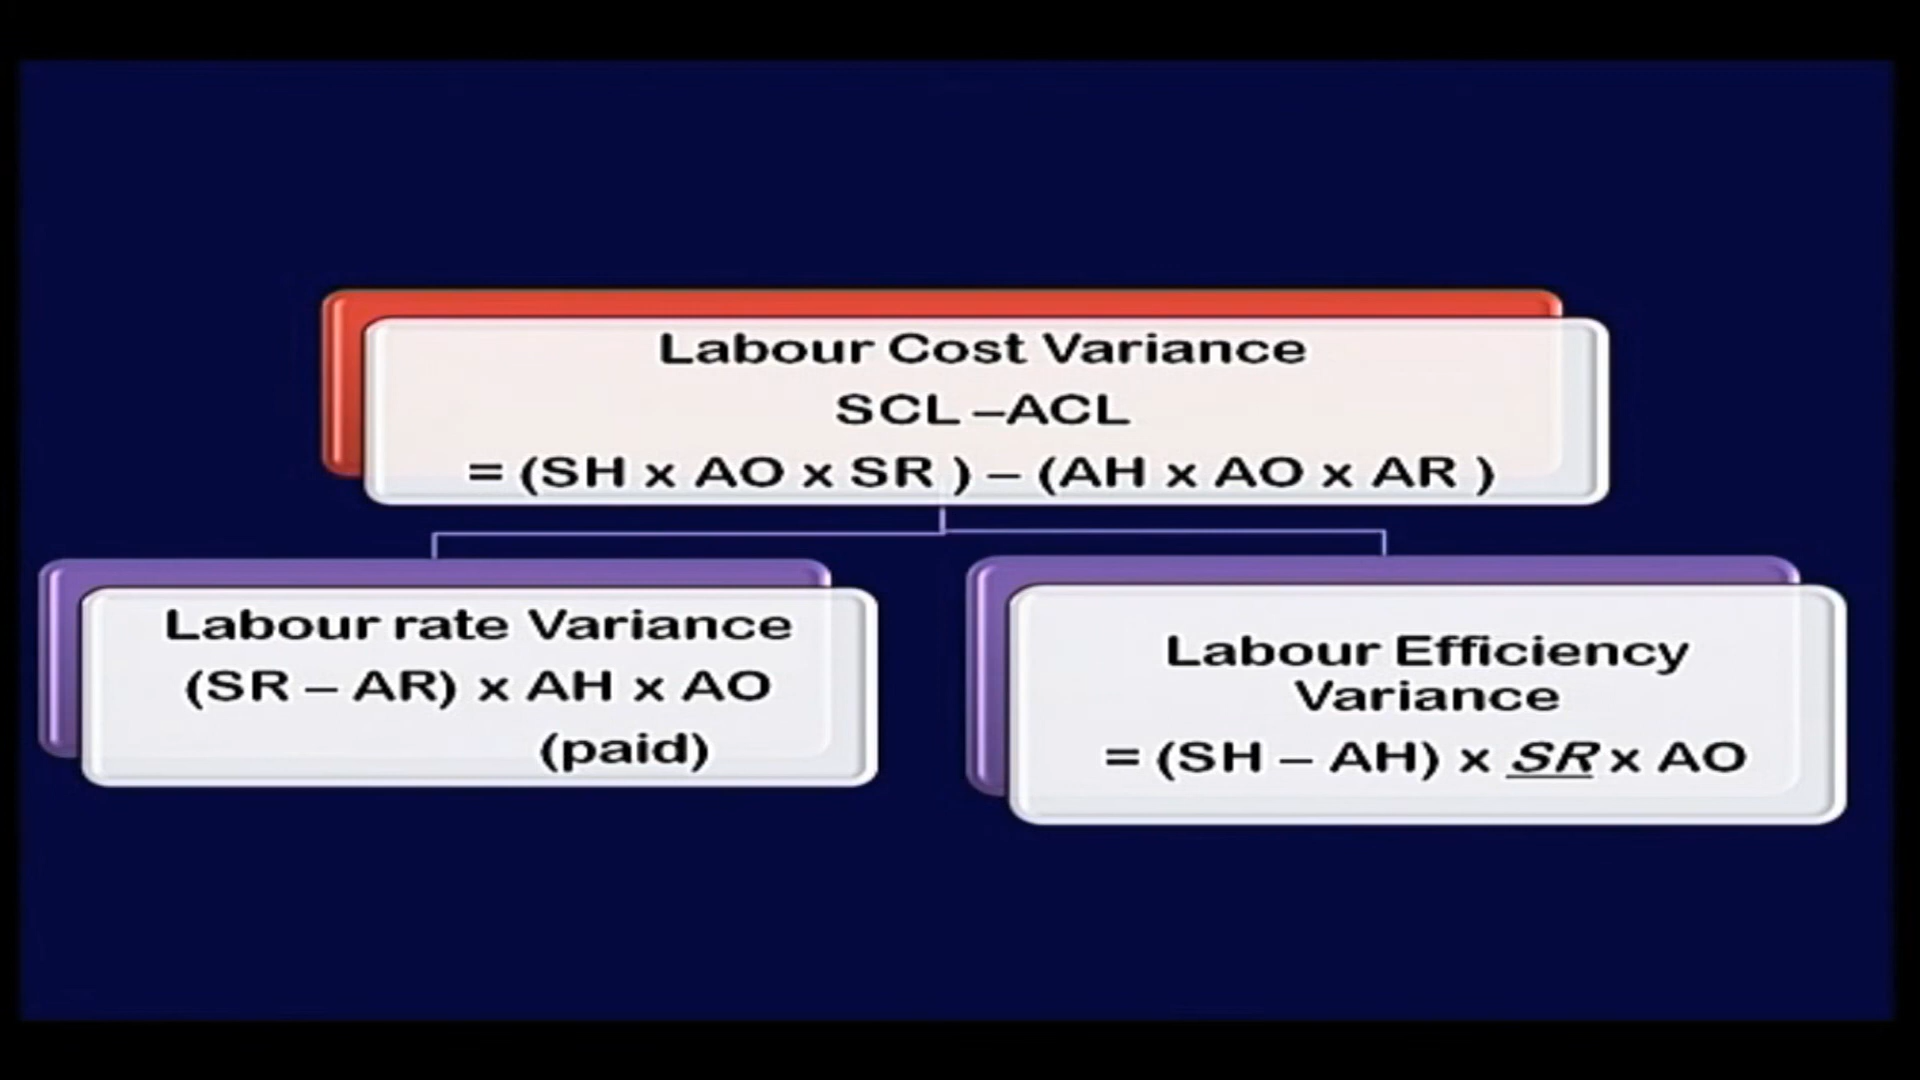 Labour Cost Variance
SCL –ACL
= (SH x AO x SR ) – (AH x AO x AR )
Labour rate Variance
(SR – AR) x AH x AO
(paid)
Labour Efficiency
Variance
= (SH – AH) x SR x AO